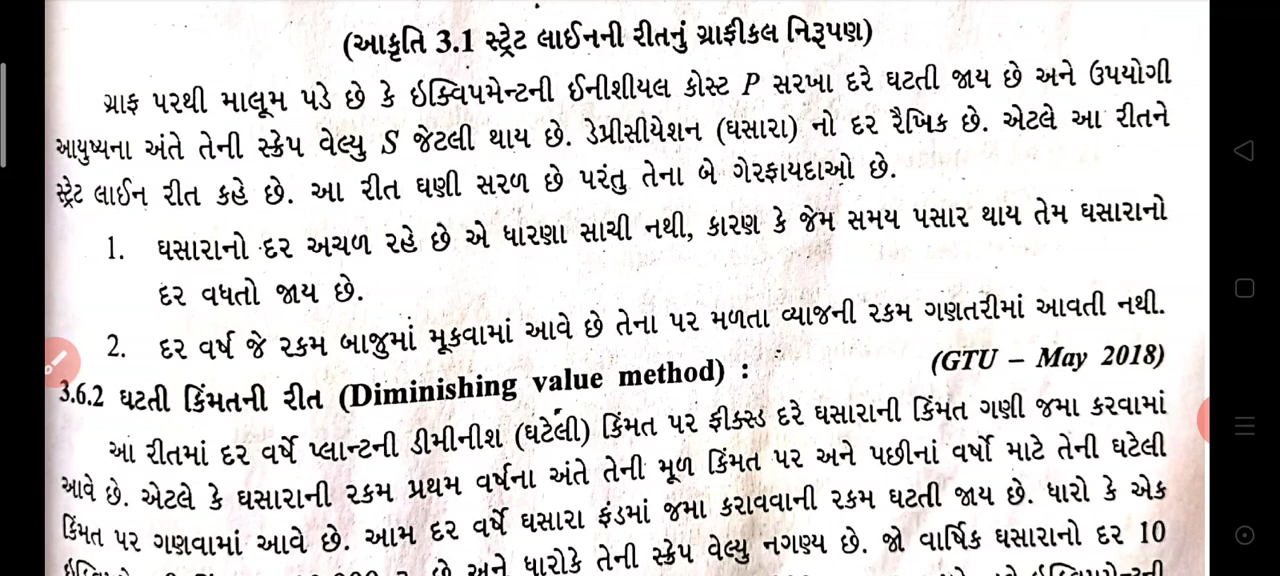 (આકૃતિ 3.1 સ્ટ્રેટ લાઈનની રીતનું ગ્રાફીકલ નિરૂપણ)
ગ્રાફ પરથી માલૂમ પડે છે કે ઈક્વિપમેન્ટની ઈનીશીયલ કોસ્ટ P સરખા દરે ઘટતી જાય છે અને ઉપયોગી
આયુષ્યના અંતે તેની સ્ક્રેપ વેલ્યુ S જેટલી થાય છે. ડેપ્રીસીયેશન (ઘસારા) નો દર રૈખિક છે. એટલે આ રીતને
સ્ટ્રેટ લાઈન રીત કહે છે. આ રીત ઘણી સરળ છે પરંતુ તેના બે ગેરફાયદાઓ છે.
1. ઘસારાનો દર અચળ રહે છે એ ધારણા સાચી નથી, કારણ કે જેમ સમય પસાર થાય તેમ ઘસારાનો
દર વધતો જાય છે.
2. દર વર્ષ જે રકમ બાજુમાં મૂકવામાં આવે છે તેના પર મળતા વ્યાજની રકમ ગણતરીમાં આવતી નથી.
(GTU – May 2018)
3.6.2 ઘટતી કિંમતની રીત (Diminishing value method) :
આ રીતમાં દર વર્ષે પ્લાન્ટની ડીમીનીશ (ઘટેલી) કિંમત પર ફીક્સ્ડ દરે ઘસારાની કિંમત ગણી જમા કરવામાં
આવે છે. એટલે કે ઘસારાની રકમ પ્રથમ વર્ષના અંતે તેની મૂળ કિંમત પર અને પછીનાં વર્ષો માટે તેની ઘટેલી
કિંમત પર ગણવામાં આવે છે. આમ દર વર્ષે ઘસારા ફંડમાં જમા કરાવવાની રકમ ઘટતી જાય છે. ધારો કે એક
છે અને ધારોકે તેની સ્ક્રેપ વેલ્યુ નગણ્ય છે. જો વાર્ષિક ઘસારાનો દર 10